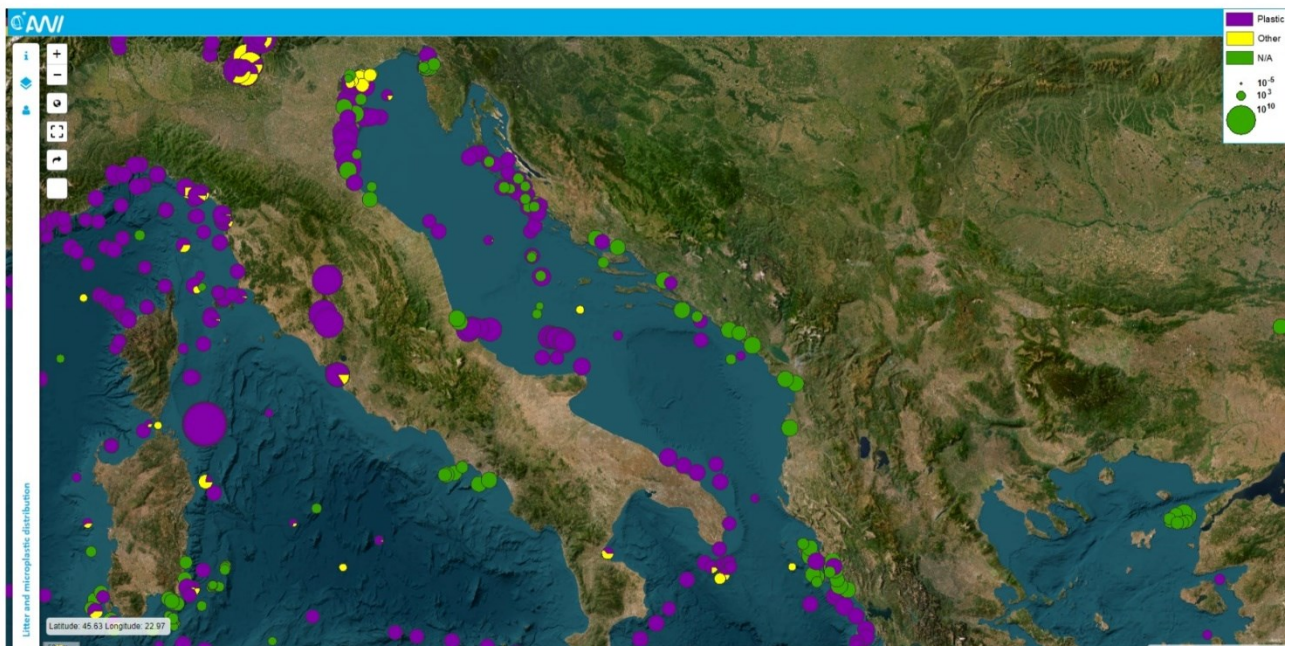 AWI
Plastic
Other
N/A
10⁻⁵
10³
10¹⁰
+
−
i
Litter and microplastic distribution
Latitude: 45.63 Longitude: 22.97